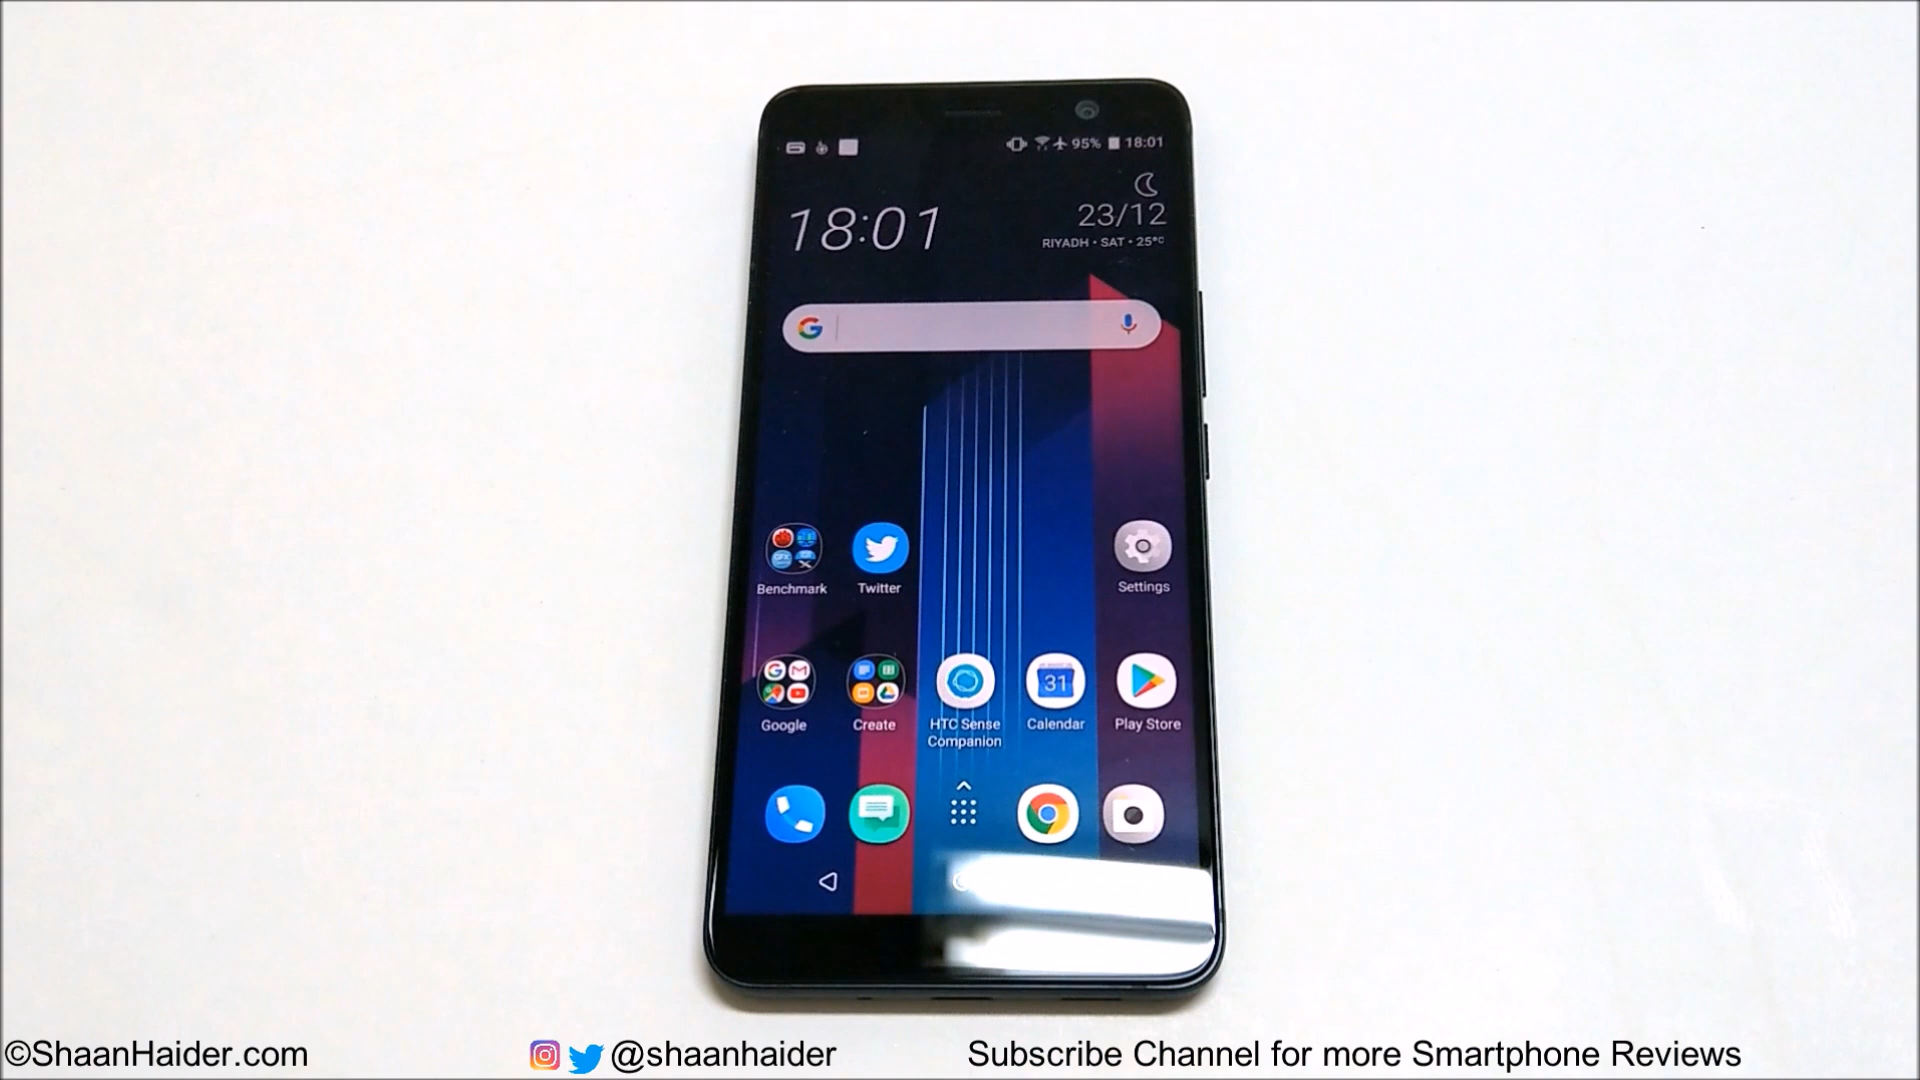 95% 18:01
18:01
23/12
RIYADH • SAT • 25°C
G
Benchmark
Twitter
Settings
31
Google
Create
HTC Sense
Companion
Calendar
Play Store
©ShaanHaider.com
@shaanhaider
Subscribe Channel for more Smartphone Reviews